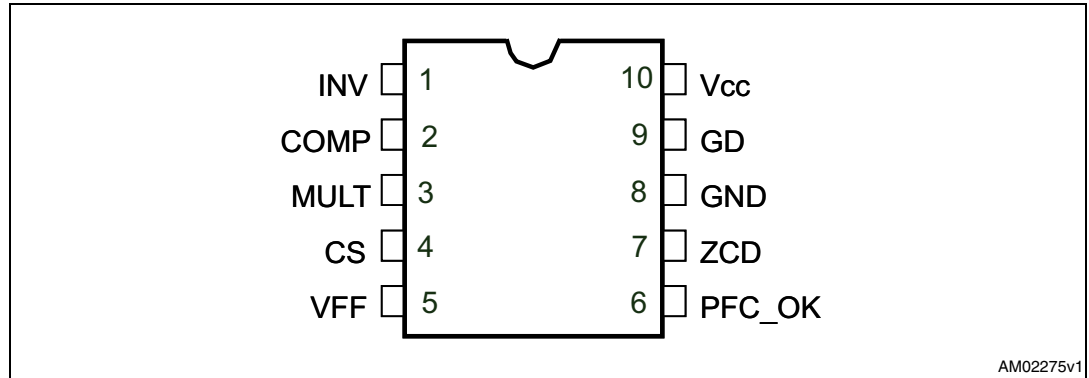 INV 1 10 Vcc
COMP 2 9 GD
MULT 3 8 GND
CS 4 7 ZCD
VFF 5 6 PFC_OK
AM02275v1